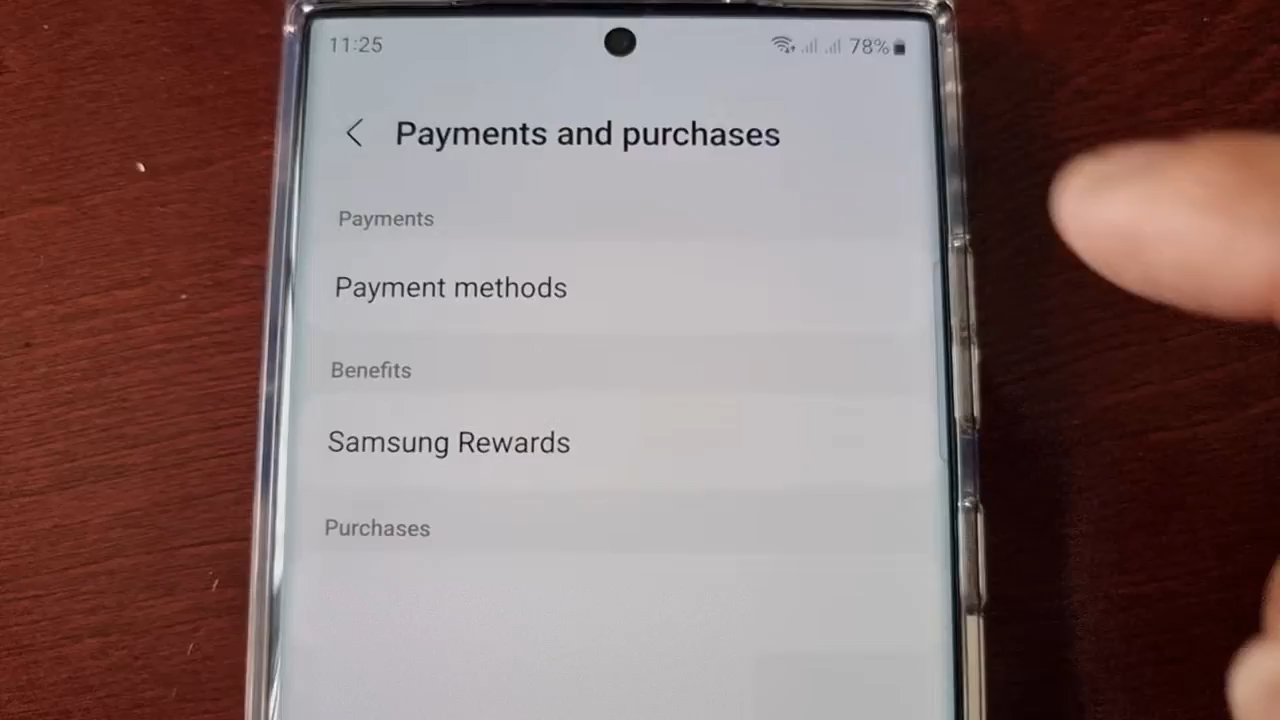 11:25
78%
Payments and purchases
Payments
Payment methods
Benefits
Samsung Rewards
Purchases